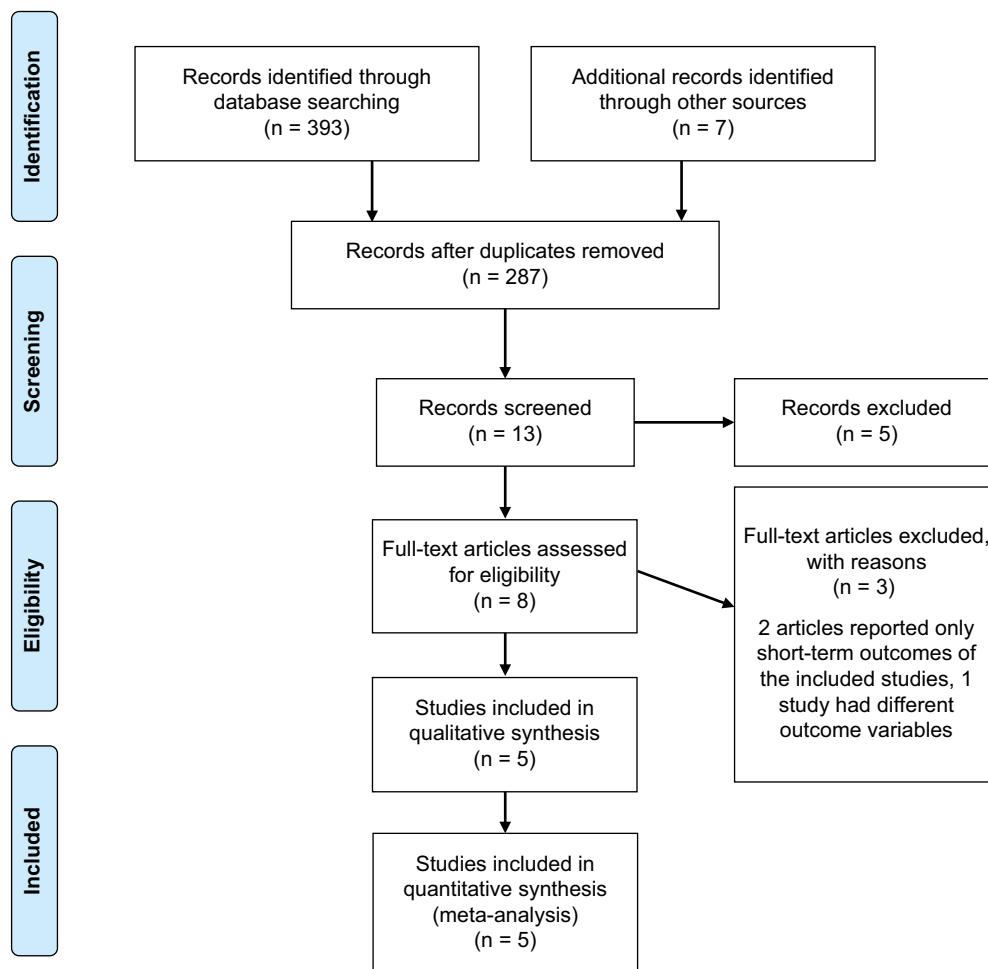 Identification
Records identified through
database searching
(n = 393)
Additional records identified
through other sources
(n = 7)
Screening
Records after duplicates removed
(n = 287)
Records screened
(n = 13)
Records excluded
(n = 5)
Eligibility
Full-text articles assessed
for eligibility
(n = 8)
Full-text articles excluded,
with reasons
(n = 3)
2 articles reported only
short-term outcomes of
the included studies, 1
study had different
outcome variables
Studies included in
qualitative synthesis
(n = 5)
Included
Studies included in
quantitative synthesis
(meta-analysis)
(n = 5)